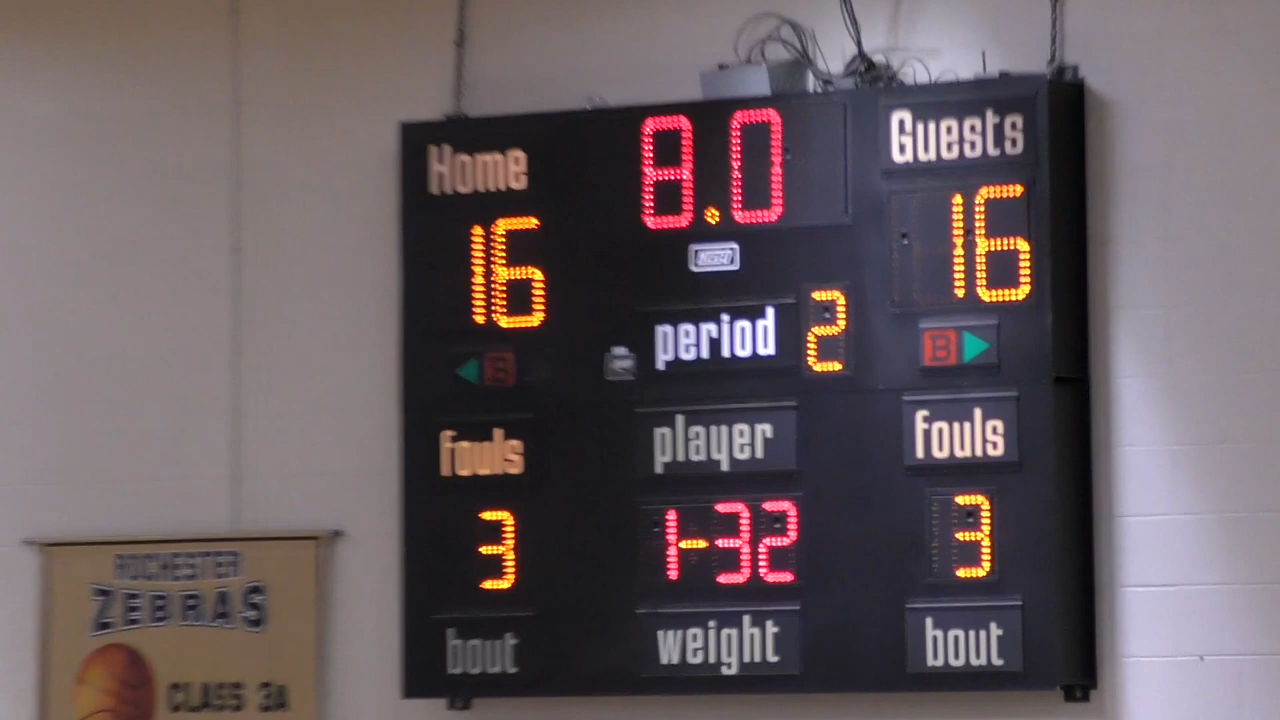 8.0
Home
Guests
16
16
period 2
B
B
fouls
player
fouls
3
1-32
3
bout
weight
bout
ROCHESTER
ZEBRAS
CLASS 3A